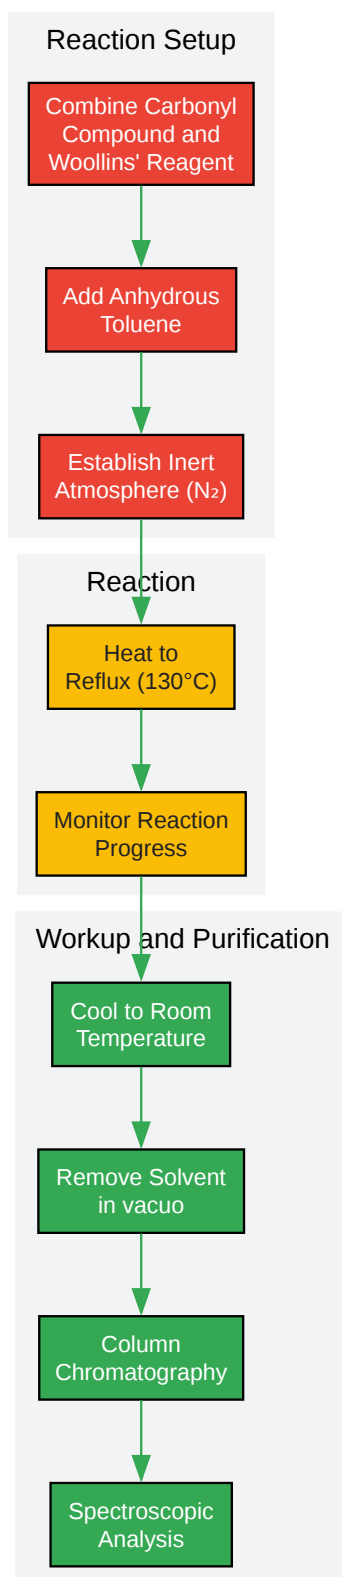 Reaction Setup
Combine Carbonyl
Compound and
Woollins' Reagent
Add Anhydrous
Toluene
Establish Inert
Atmosphere (N₂)
Reaction
Heat to
Reflux (130°C)
Monitor Reaction
Progress
Workup and Purification
Cool to Room
Temperature
Remove Solvent
in vacuo
Column
Chromatography
Spectroscopic
Analysis